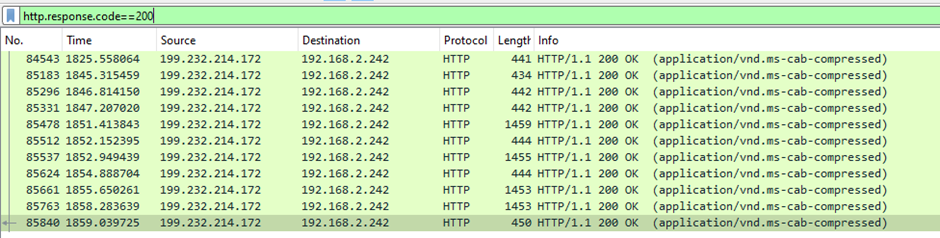 http.response.code==200
No. Time Source Destination Protocol Length Info
84543 1825.558064 199.232.214.172 192.168.2.242 HTTP 441 HTTP/1.1 200 OK (application/vnd.ms-cab-compressed)
85183 1845.315459 199.232.214.172 192.168.2.242 HTTP 434 HTTP/1.1 200 OK (application/vnd.ms-cab-compressed)
85296 1846.814150 199.232.214.172 192.168.2.242 HTTP 442 HTTP/1.1 200 OK (application/vnd.ms-cab-compressed)
85331 1847.207020 199.232.214.172 192.168.2.242 HTTP 442 HTTP/1.1 200 OK (application/vnd.ms-cab-compressed)
85478 1851.413843 199.232.214.172 192.168.2.242 HTTP 1459 HTTP/1.1 200 OK (application/vnd.ms-cab-compressed)
85512 1852.152395 199.232.214.172 192.168.2.242 HTTP 444 HTTP/1.1 200 OK (application/vnd.ms-cab-compressed)
85537 1852.949439 199.232.214.172 192.168.2.242 HTTP 1455 HTTP/1.1 200 OK (application/vnd.ms-cab-compressed)
85624 1854.888704 199.232.214.172 192.168.2.242 HTTP 444 HTTP/1.1 200 OK (application/vnd.ms-cab-compressed)
85661 1855.650261 199.232.214.172 192.168.2.242 HTTP 1453 HTTP/1.1 200 OK (application/vnd.ms-cab-compressed)
85763 1858.283639 199.232.214.172 192.168.2.242 HTTP 1453 HTTP/1.1 200 OK (application/vnd.ms-cab-compressed)
85840 1859.039725 199.232.214.172 192.168.2.242 HTTP 450 HTTP/1.1 200 OK (application/vnd.ms-cab-compressed)